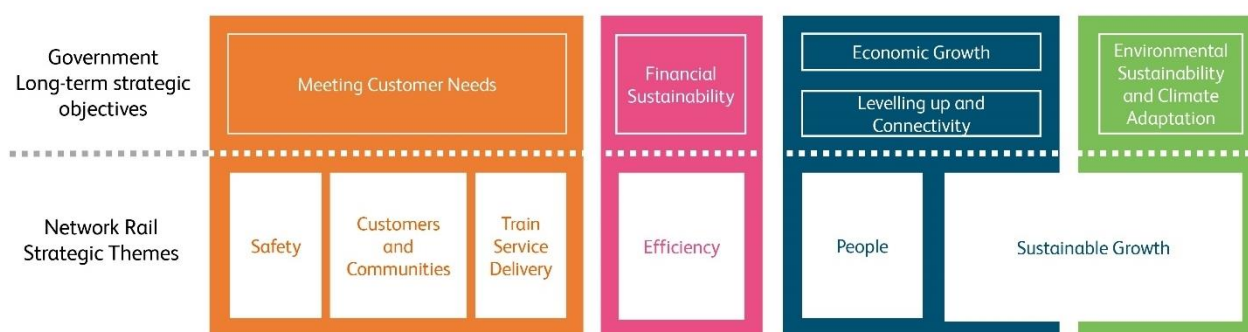 Government
Long-term strategic
objectives
Meeting Customer Needs
Financial
Sustainability
Economic Growth
Levelling up and
Connectivity
Environmental
Sustainability
and Climate
Adaptation
Network Rail
Strategic Themes
Safety
Customers
and
Communities
Train
Service
Delivery
Efficiency
People
Sustainable Growth